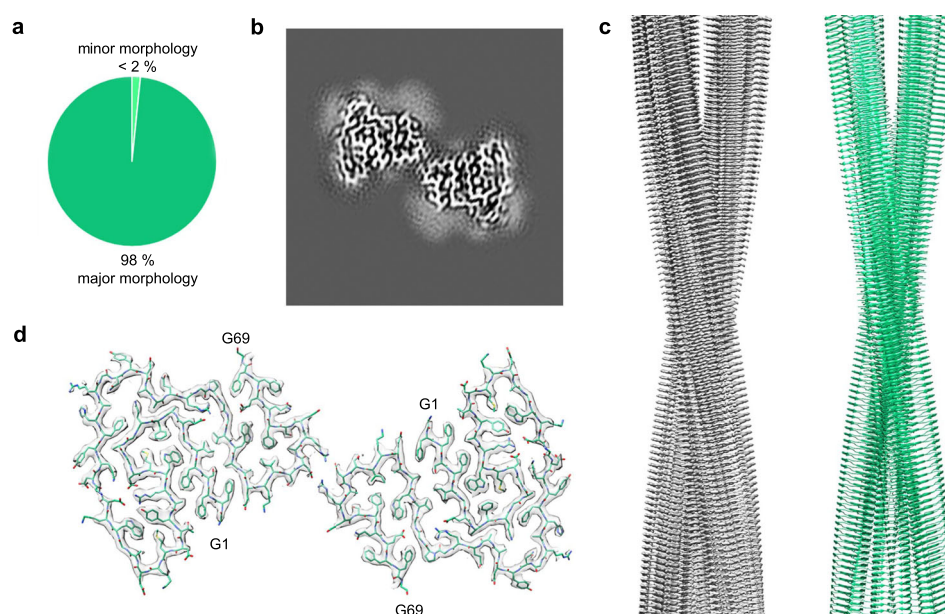 a
minor morphology
< 2 %
98 %
major morphology
b
c
d
G69
G1
G1
G69